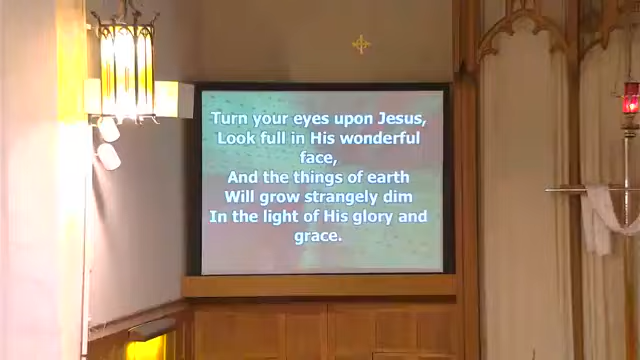 Turn your eyes upon Jesus,
Look full in His wonderful
face,
And the things of earth
Will grow strangely dim
In the light of His glory and
grace.